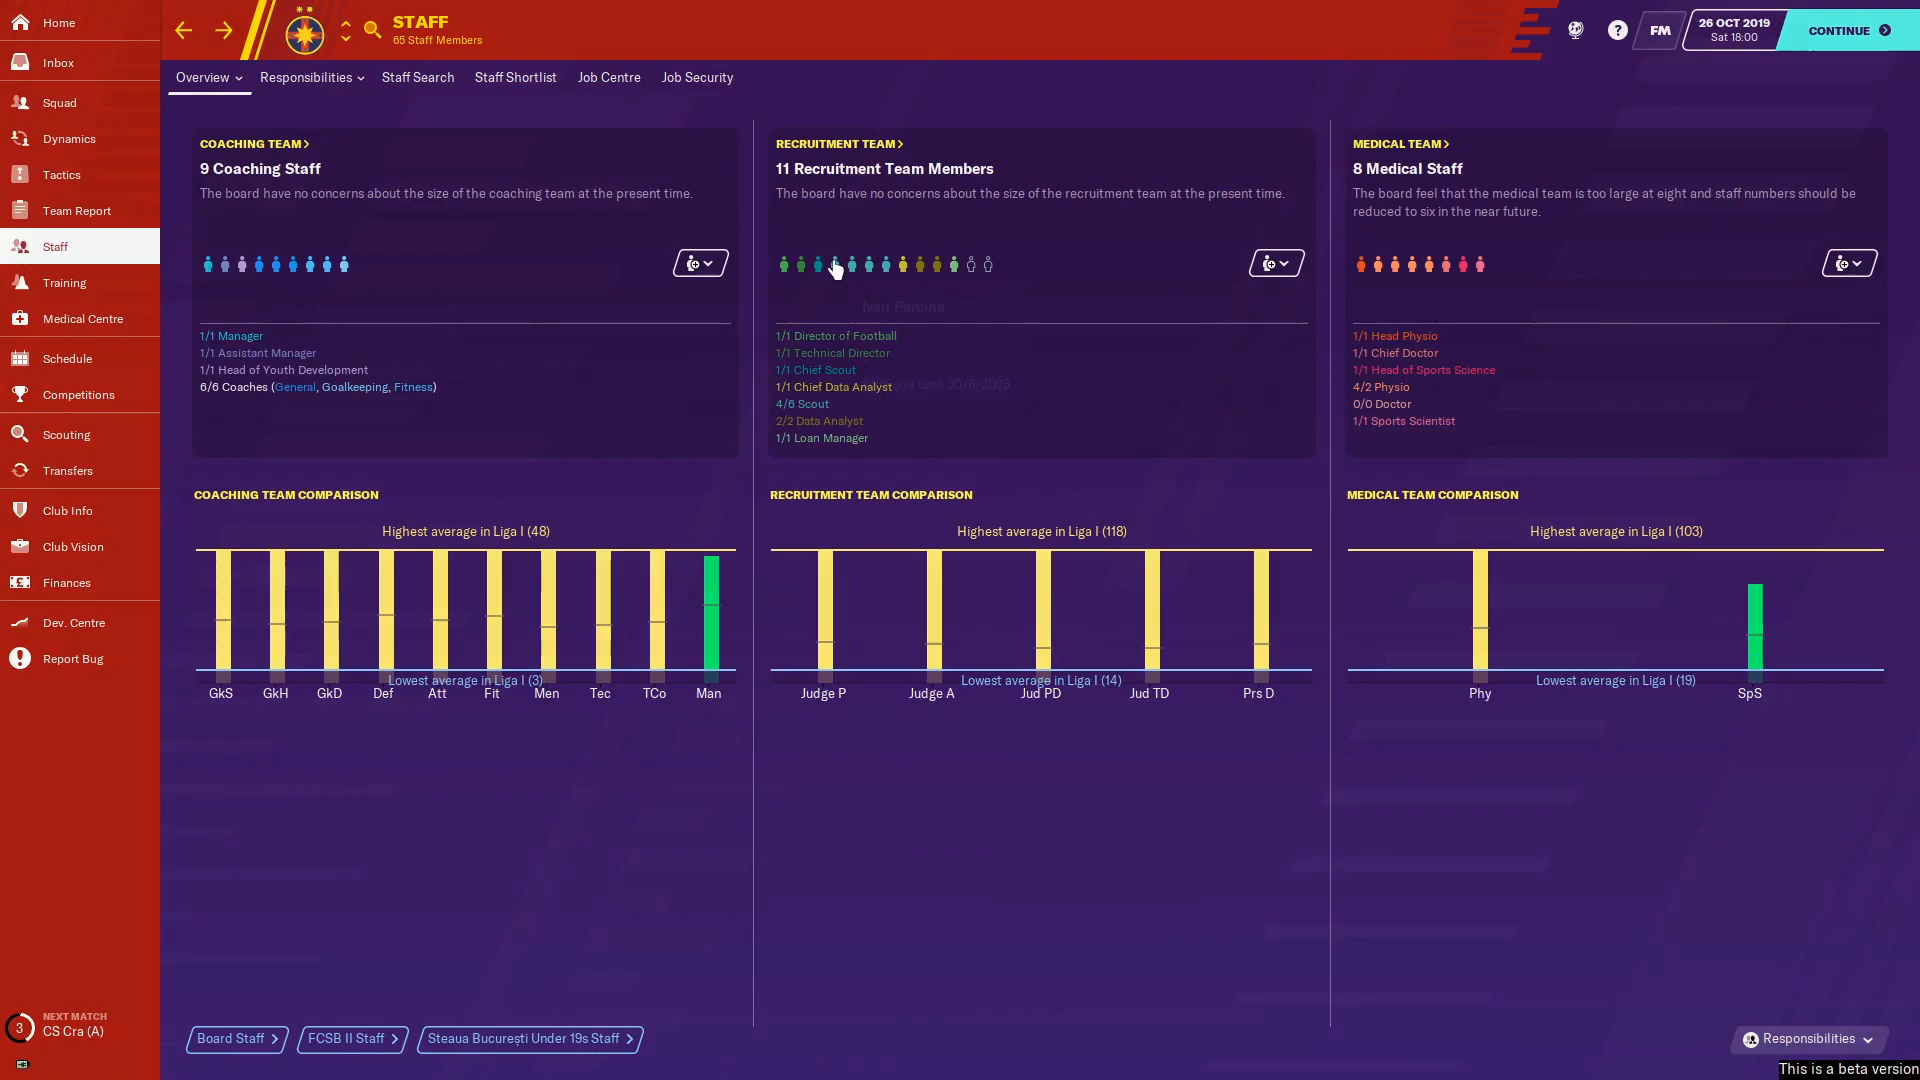 Home
Inbox
Squad
Dynamics
Tactics
Team Report
Staff
Training
Medical Centre
Schedule
Competitions
Scouting
Transfers
Club Info
Club Vision
Finances
Dev. Centre
Report Bug
3
NEXT MATCH
CS Cra (A)
STAFF
65 Staff Members
?
FM
26 OCT 2019
Sat 18:00
CONTINUE
Overview
Responsibilities
Staff Search
Staff Shortlist
Job Centre
Job Security
COACHING TEAM
9 Coaching Staff
The board have no concerns about the size of the coaching team at the present time.
1/1 Manager
1/1 Assistant Manager
1/1 Head of Youth Development
6/6 Coaches (General, Goalkeeping, Fitness)
RECRUITMENT TEAM
11 Recruitment Team Members
The board have no concerns about the size of the recruitment team at the present time.
Ivan Parcina
1/1 Director of Football
1/1 Technical Director
1/1 Chief Scout
1/1 Chief Data Analyst
until 30/6/2023
4/6 Scout
2/2 Data Analyst
1/1 Loan Manager
MEDICAL TEAM
8 Medical Staff
The board feel that the medical team is too large at eight and staff numbers should be
reduced to six in the near future.
1/1 Head Physio
1/1 Chief Doctor
1/1 Head of Sports Science
4/2 Physio
0/0 Doctor
1/1 Sports Scientist
COACHING TEAM COMPARISON
Highest average in Liga I (48)
Lowest average in Liga I (3)
GkS GkH GkD Def Att Fit Men Tec TCo Man
RECRUITMENT TEAM COMPARISON
Highest average in Liga I (118)
Lowest average in Liga I (14)
Judge P Judge A Jud PD Jud TD Prs D
MEDICAL TEAM COMPARISON
Highest average in Liga I (103)
Lowest average in Liga I (19)
Phy SpS
Board Staff
FCSB II Staff
Steaua București Under 19s Staff
Responsibilities
This is a beta version